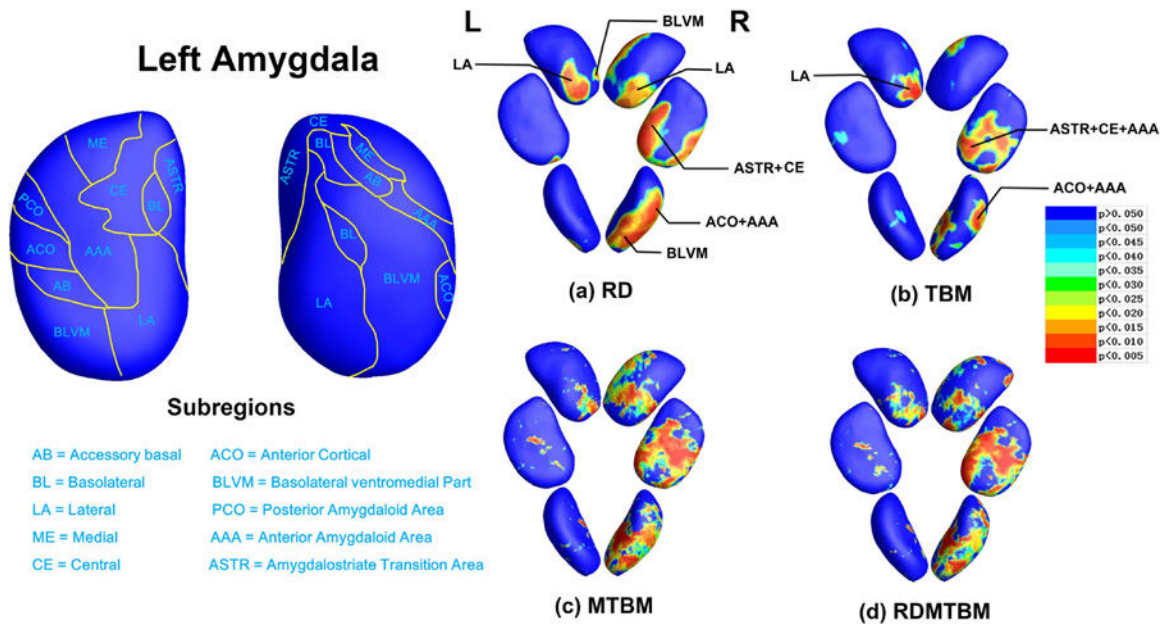 Left Amygdala
ME
CE
ASTR
BL
PCO
ACO
AAA
AB
LA
BLVM
CE
BL
ME
ASTR
AB
AAA
BL
BLVM
ACO
LA
Subregions
AB = Accessory basal
BL = Basolateral
LA = Lateral
ME = Medial
CE = Central
ACO = Anterior Cortical
BLVM = Basolateral ventromedial Part
PCO = Posterior Amygdaloid Area
AAA = Anterior Amygdaloid Area
ASTR = Amygdalostriate Transition Area
L
R
BLVM
LA
LA
ASTR+CE
ACO+AAA
BLVM
(a) RD
LA
ASTR+CE+AAA
ACO+AAA
(b) TBM
p>0.050
p<0.050
p<0.045
p<0.040
p<0.035
p<0.030
p<0.025
p<0.020
p<0.015
p<0.010
p<0.005
(c) MTBM
(d) RDMTBM